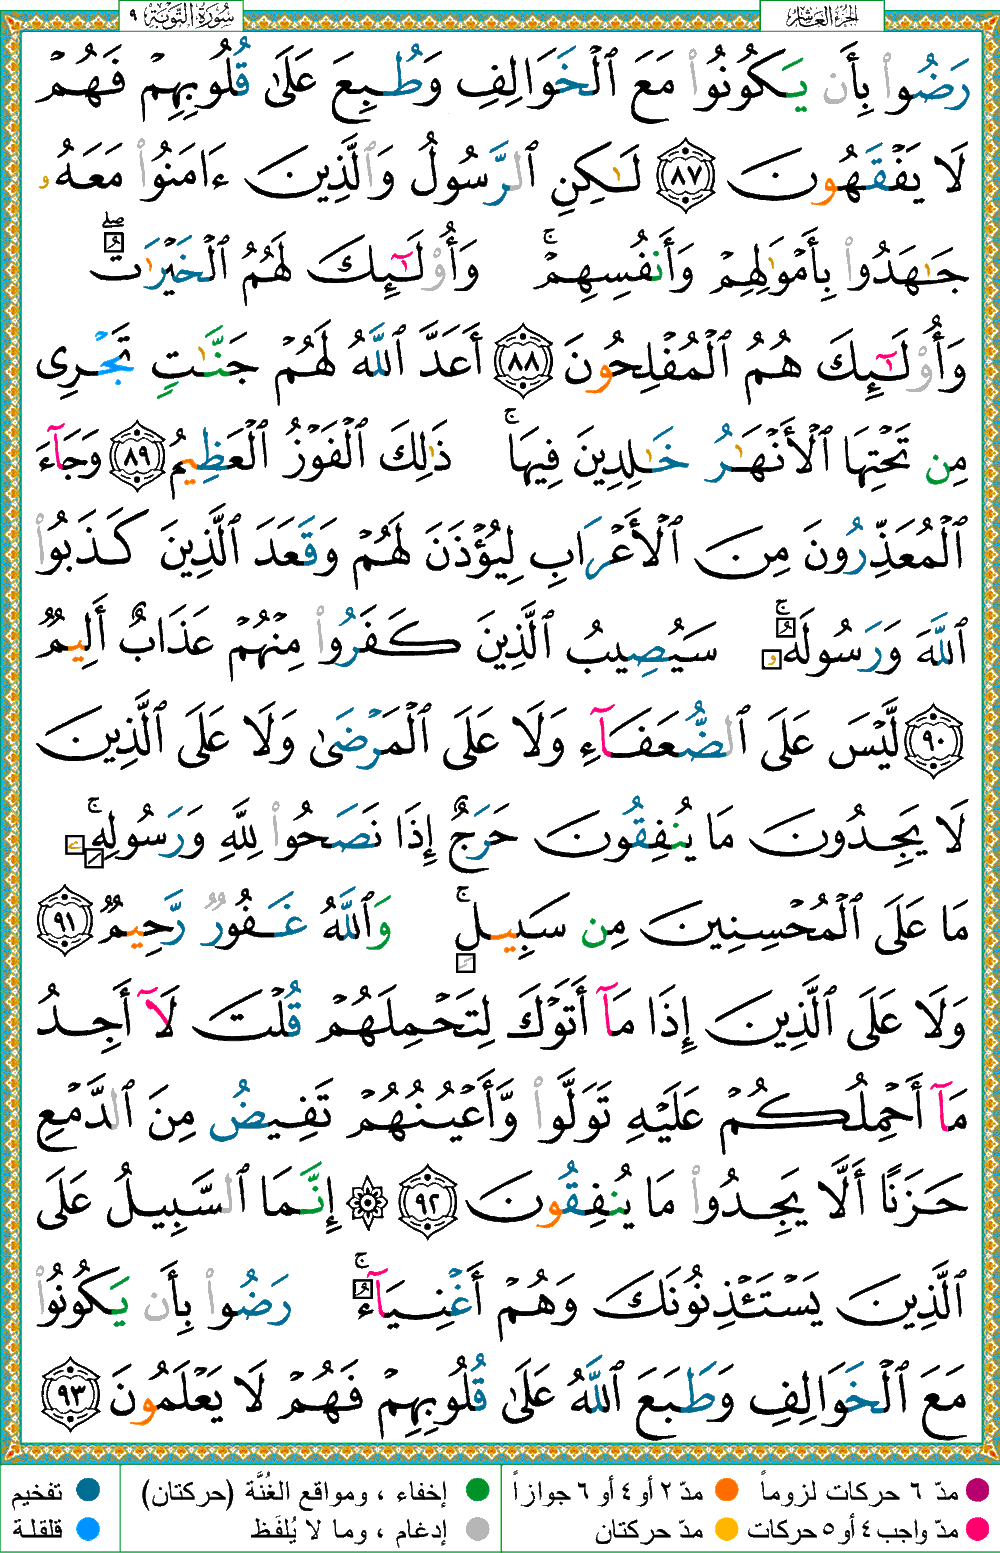 الجزء العاشر
سُورَةُ التَّوْبَةِ ٩
رَضُوا۟ بِأَن يَكُونُوا۟ مَعَ ٱلْخَوَالِفِ وَطُبِعَ عَلَىٰ قُلُوبِهِمْ فَهُمْ
لَا يَفْقَهُونَ ٨٧ لَـٰكِنِ ٱلرَّسُولُ وَٱلَّذِينَ ءَامَنُوا۟ مَعَهُۥ
جَـٰهَدُوا۟ بِأَمْوَٰلِهِمْ وَأَنفُسِهِمْ ۚ وَأُو۟لَـٰٓئِكَ لَهُمُ ٱلْخَيْرَٰتُ ۖ
وَأُو۟لَـٰٓئِكَ هُمُ ٱلْمُفْلِحُونَ ٨٨ أَعَدَّ ٱللَّهُ لَهُمْ جَنَّـٰتٍ تَجْرِى
مِن تَحْتِهَا ٱلْأَنْهَـٰرُ خَـٰلِدِينَ فِيهَا ۚ ذَٰلِكَ ٱلْفَوْزُ ٱلْعَظِيمُ ٨٩ وَجَآءَ
ٱلْمُعَذِّرُونَ مِنَ ٱلْأَعْرَابِ لِيُؤْذَنَ لَهُمْ وَقَعَدَ ٱلَّذِينَ كَذَبُوا۟
ٱللَّهَ وَرَسُولَهُۥ ۚ سَيُصِيبُ ٱلَّذِينَ كَفَرُوا۟ مِنْهُمْ عَذَابٌ أَلِيمٌ
٩٠ لَّيْسَ عَلَى ٱلضُّعَفَآءِ وَلَا عَلَى ٱلْمَرْضَىٰ وَلَا عَلَى ٱلَّذِينَ
لَا يَجِدُونَ مَا يُنفِقُونَ حَرَجٌ إِذَا نَصَحُوا۟ لِلَّهِ وَرَسُولِهِۦ ۚ
مَا عَلَى ٱلْمُحْسِنِينَ مِن سَبِيلٍ ۚ وَٱللَّهُ غَفُورٌ رَّحِيمٌ ٩١
وَلَا عَلَى ٱلَّذِينَ إِذَا مَآ أَتَوْكَ لِتَحْمِلَهُمْ قُلْتَ لَآ أَجِدُ
مَآ أَحْمِلُكُمْ عَلَيْهِ تَوَلَّوا۟ وَّأَعْيُنُهُمْ تَفِيضُ مِنَ ٱلدَّمْعِ
حَزَنًا أَلَّا يَجِدُوا۟ مَا يُنفِقُونَ ٩٢ ۞ إِنَّمَا ٱلسَّبِيلُ عَلَى
ٱلَّذِينَ يَسْتَـْٔذِنُونَكَ وَهُمْ أَغْنِيَآءُ ۚ رَضُوا۟ بِأَن يَكُونُوا۟
مَعَ ٱلْخَوَالِفِ وَطَبَعَ ٱللَّهُ عَلَىٰ قُلُوبِهِمْ فَهُمْ لَا يَعْلَمُونَ ٩٣
مدّ ٦ حركات لزوماً
مدّ ٢ أو ٤ أو ٦ جوازاً
إخفاء ، ومواقع الغُنَّة (حركتان)
تفخيم
مدّ واجب ٤ أو ٥ حركات
مدّ حركتان
إدغام ، وما لا يُلفَظ
قلقلة